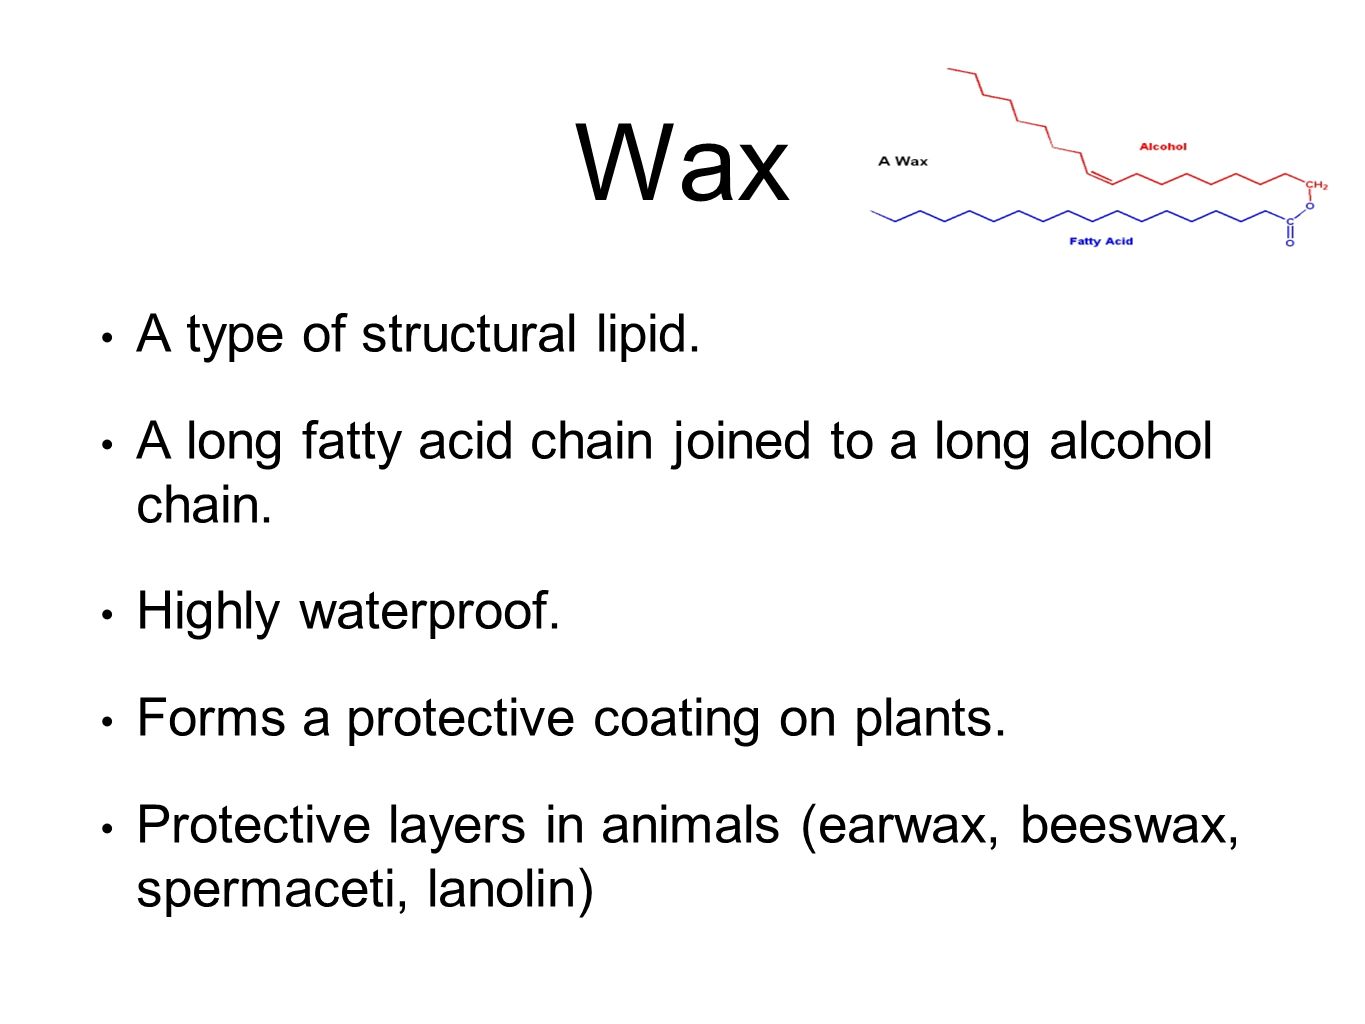 Wax
A Wax
Alcohol
CH₂
O
C
O
Fatty Acid
• A type of structural lipid.
• A long fatty acid chain joined to a long alcohol
chain.
• Highly waterproof.
• Forms a protective coating on plants.
• Protective layers in animals (earwax, beeswax,
spermaceti, lanolin)